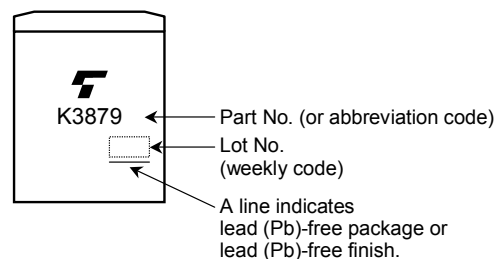 K3879
Part No. (or abbreviation code)
Lot No.
(weekly code)
A line indicates
lead (Pb)-free package or
lead (Pb)-free finish.